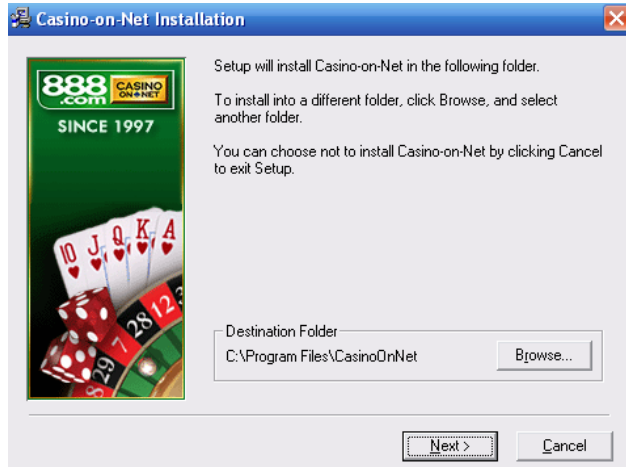 Casino-on-Net Installation
888
.com
CASINO
ON NET
SINCE 1997
Setup will install Casino-on-Net in the following folder.
To install into a different folder, click Browse, and select
another folder.
You can choose not to install Casino-on-Net by clicking Cancel
to exit Setup.
10 J Q K A
29 7 28 12
Destination Folder
C:\Program Files\CasinoOnNet
Browse...
Next >
Cancel